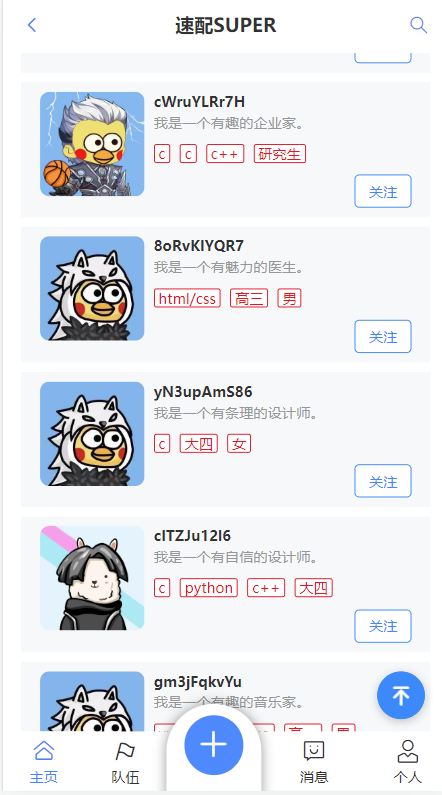 速配SUPER
cWruYLRr7H
我是一个有趣的企业家。
c c c++ 研究生
关注
8oRvKIYQR7
我是一个有魅力的医生。
html/css 高三 男
关注
yN3upAmS86
我是一个有条理的设计师。
c 大四 女
关注
cITZJu12I6
我是一个有自信的设计师。
c python c++ 大四
关注
gm3jFqkvYu
我是一个有趣的音乐家。
主页 队伍 消息 个人